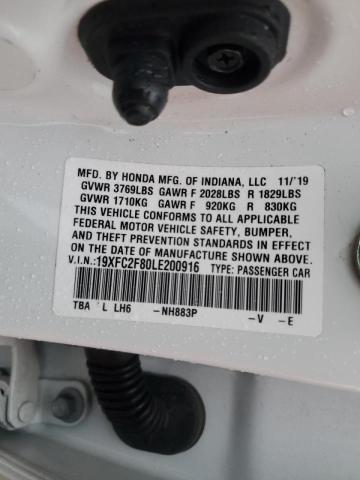 MFD. BY HONDA MFG. OF INDIANA, LLC 11/'19
GVWR 3769LBS GAWR F 2028LBS R 1829LBS
GVWR 1710KG GAWR F 920KG R 830KG
THIS VEHICLE CONFORMS TO ALL APPLICABLE
FEDERAL MOTOR VEHICLE SAFETY, BUMPER,
AND THEFT PREVENTION STANDARDS IN EFFECT
ON THE DATE OF MANUFACTURE SHOWN ABOVE.
V.I.N.:19XFC2F80LE200916 TYPE: PASSENGER CAR
TBA ' L LH6 -NH883P -V -E